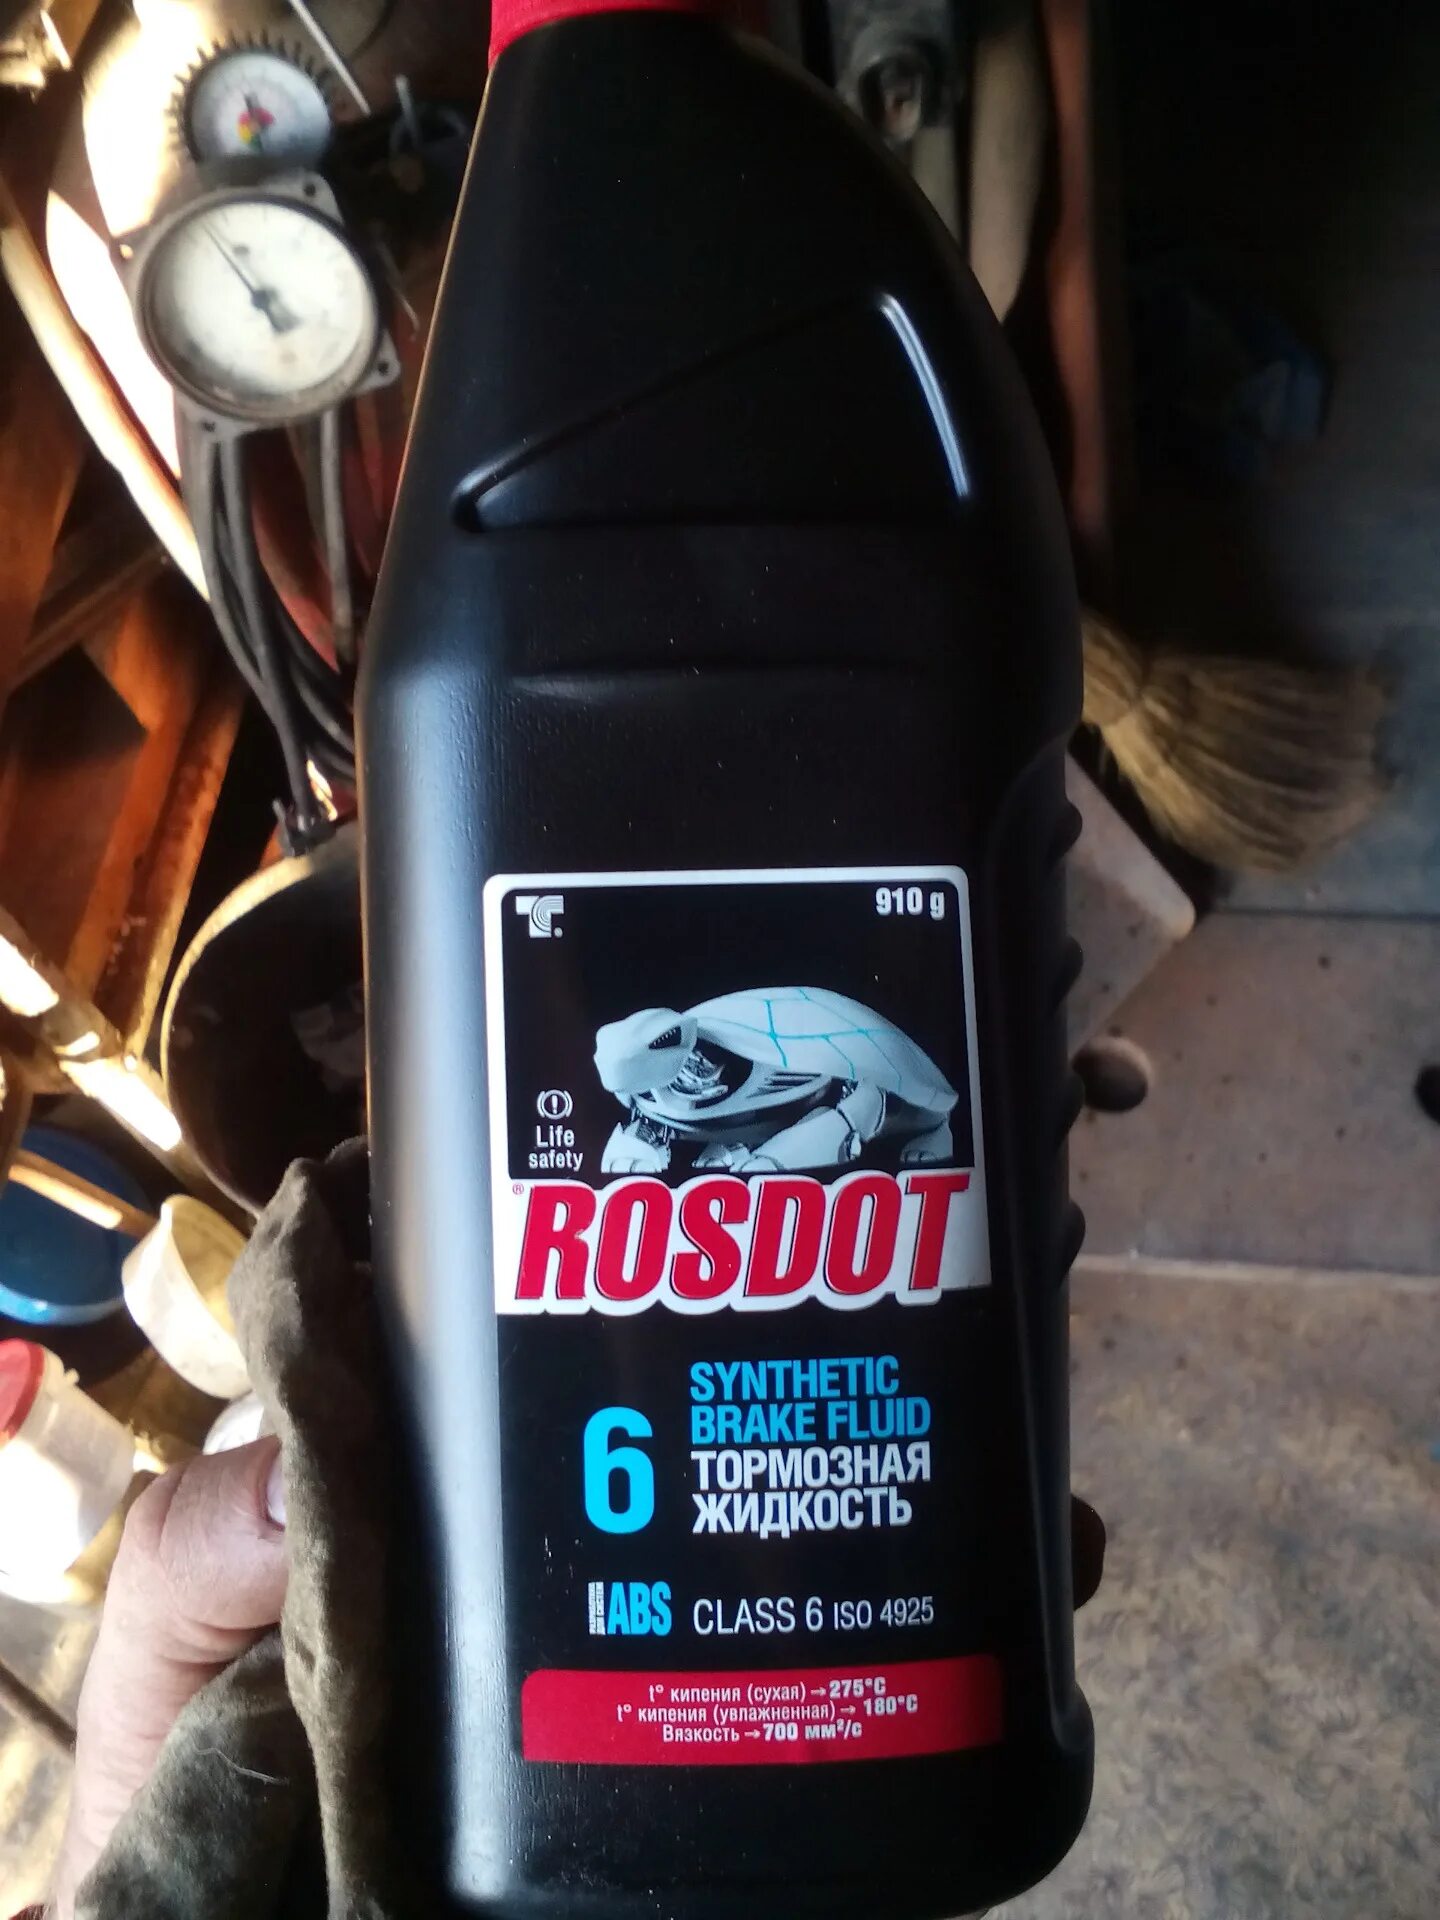 910 g
Life
safety
® ROSDOT
6
SYNTHETIC
BRAKE FLUID
ТОРМОЗНАЯ
ЖИДКОСТЬ
ABS CLASS 6 ISO 4925
t° кипения (сухая) → 275°С
t° кипения (увлажненная) → 180°С
Вязкость → 700 мм²/с